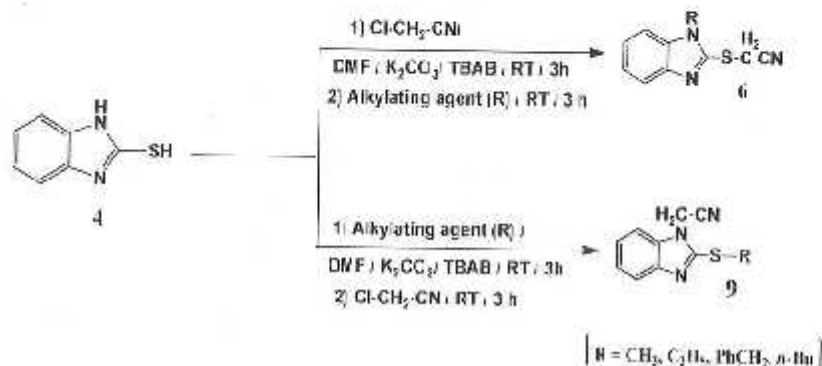 1) Cl-CH₂-CN/
DMF / K₂CO₃/ TBAB / RT / 3h
2) Alkylating agent (R) / RT / 3 h
R
N
N
S-C-CN
H₂
6
H
N
N
SH
4
1) Alkylating agent (R) /
DMF / K₂CO₃/ TBAB / RT / 3h
2) Cl-CH₂-CN / RT / 3 h
H₂C-CN
N
N
S-R
9
R = CH₃, C₂H₅, PhCH₂, n-Bu